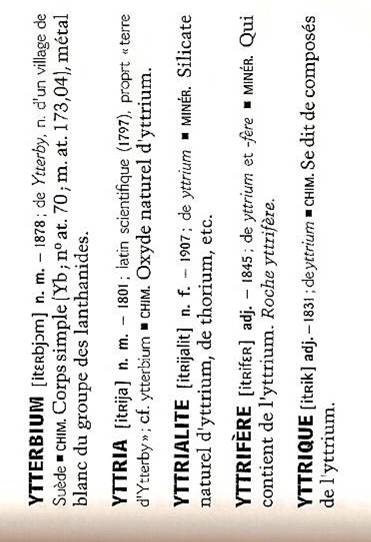 YTTERBIUM [itɛʀbjɔm] n. m. – 1878 ; de Ytterby, n. d'un village de
Suède ■ CHIM. Corps simple [Yb ; nº at. 70 ; m. at. 173,04], métal
blanc du groupe des lanthanides.
YTTRIA [itʀija] n. m. – 1801 ; latin scientifique (1797), proprt « terre
d'Ytterby » ; cf. ytterbium ■ CHIM. Oxyde naturel d'yttrium.
YTTRIALITE [itʀijalit] n. f. – 1907 ; de yttrium ■ MINÉR. Silicate
naturel d'yttrium, de thorium, etc.
YTTRIFÈRE [itʀifɛʀ] adj. – 1845 ; de yttrium et -fère ■ MINÉR. Qui
contient de l'yttrium. Roche yttrifère.
YTTRIQUE [itʀik] adj. – 1831 ; de yttrium ■ CHIM. Se dit de composés
de l'yttrium.